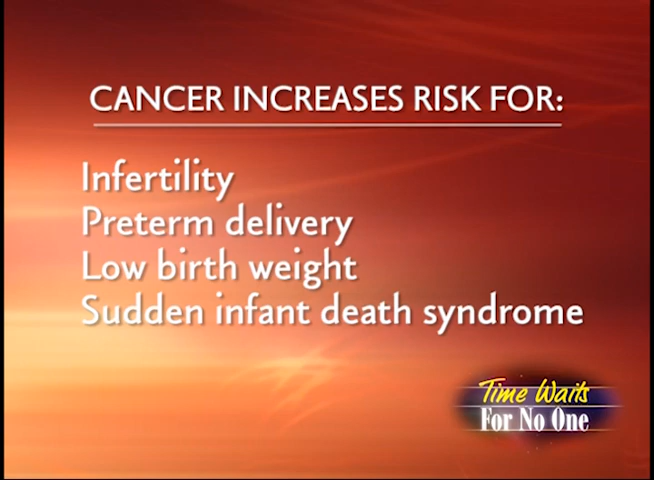 CANCER INCREASES RISK FOR:
Infertility
Preterm delivery
Low birth weight
Sudden infant death syndrome
Time Waits
For No One